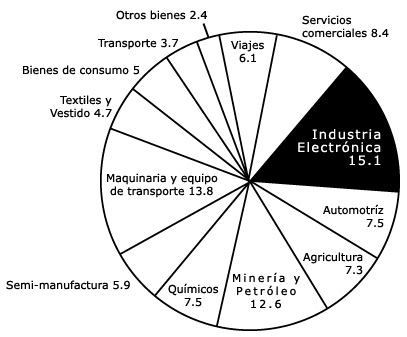 Otros bienes 2.4
Servicios
comerciales 8.4
Transporte 3.7
Viajes
6.1
Bienes de consumo 5
Textiles y
Vestido 4.7
Industria
Electrónica
15.1
Maquinaria y equipo
de transporte 13.8
Automotríz
7.5
Agricultura
7.3
Minería y
Petróleo
12.6
Químicos
7.5
Semi-manufactura 5.9